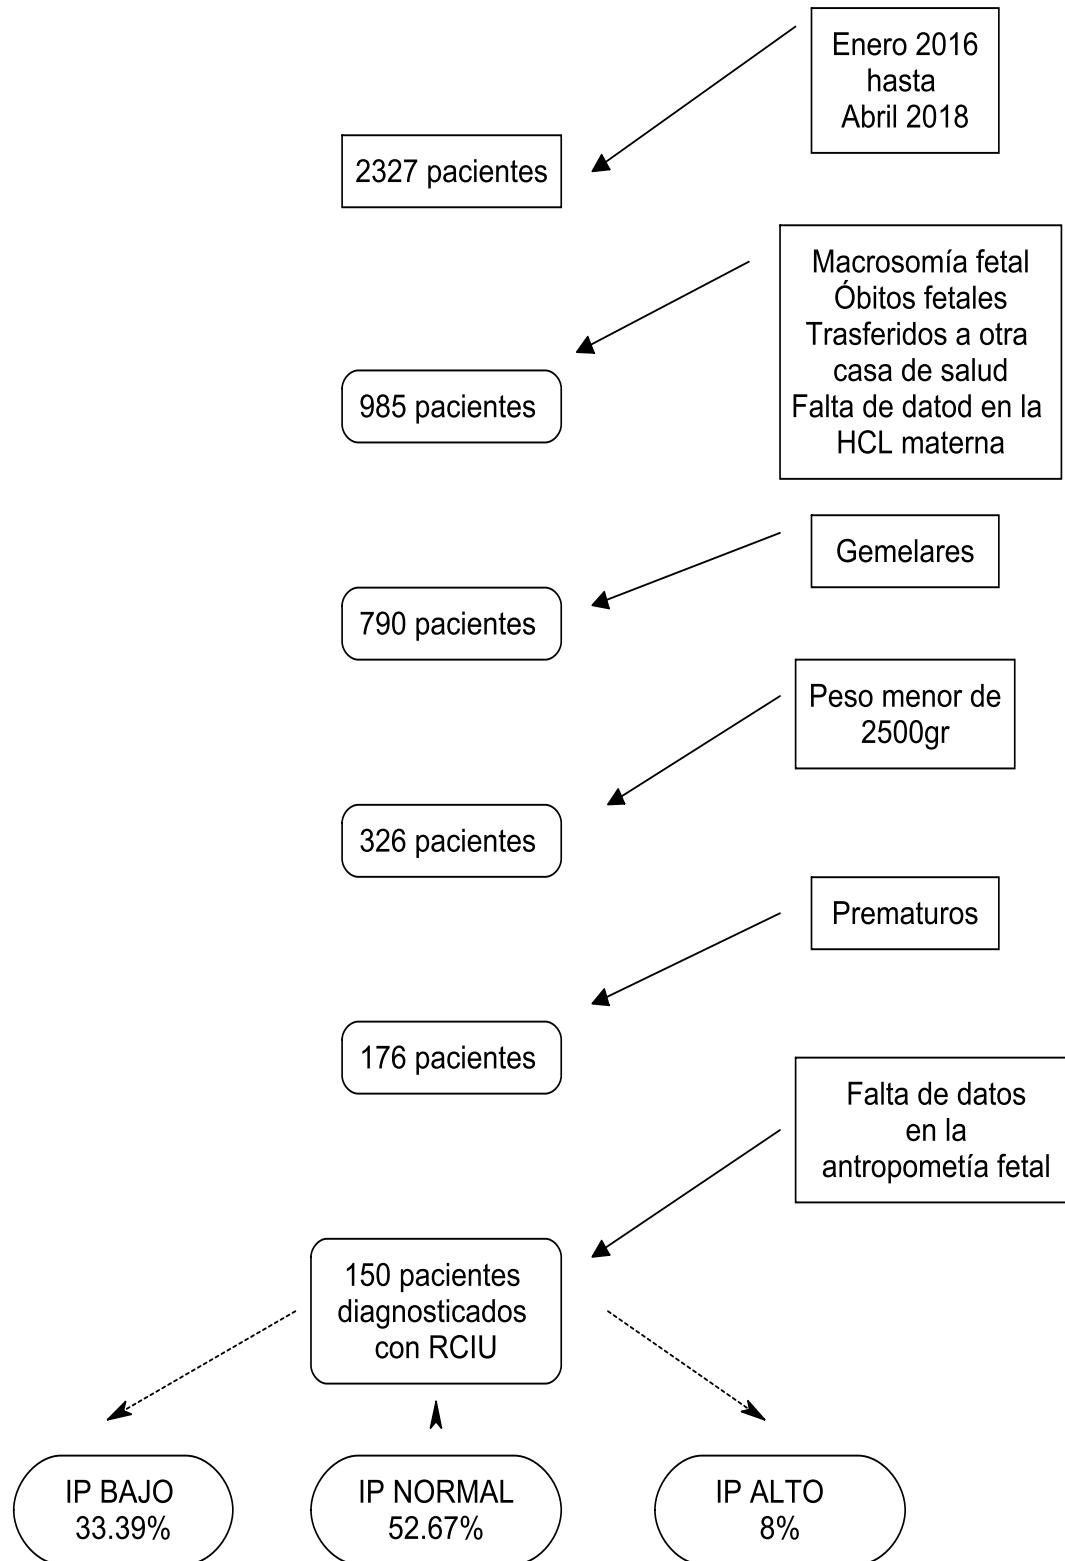 Enero 2016
hasta
Abril 2018
2327 pacientes
Macrosomía fetal
Óbitos fetales
Trasferidos a otra
casa de salud
Falta de datod en la
HCL materna
985 pacientes
Gemelares
790 pacientes
Peso menor de
2500gr
326 pacientes
Prematuros
176 pacientes
Falta de datos
en la
antropometía fetal
150 pacientes
diagnosticados
con RCIU
IP BAJO
33.39%
IP NORMAL
52.67%
IP ALTO
8%